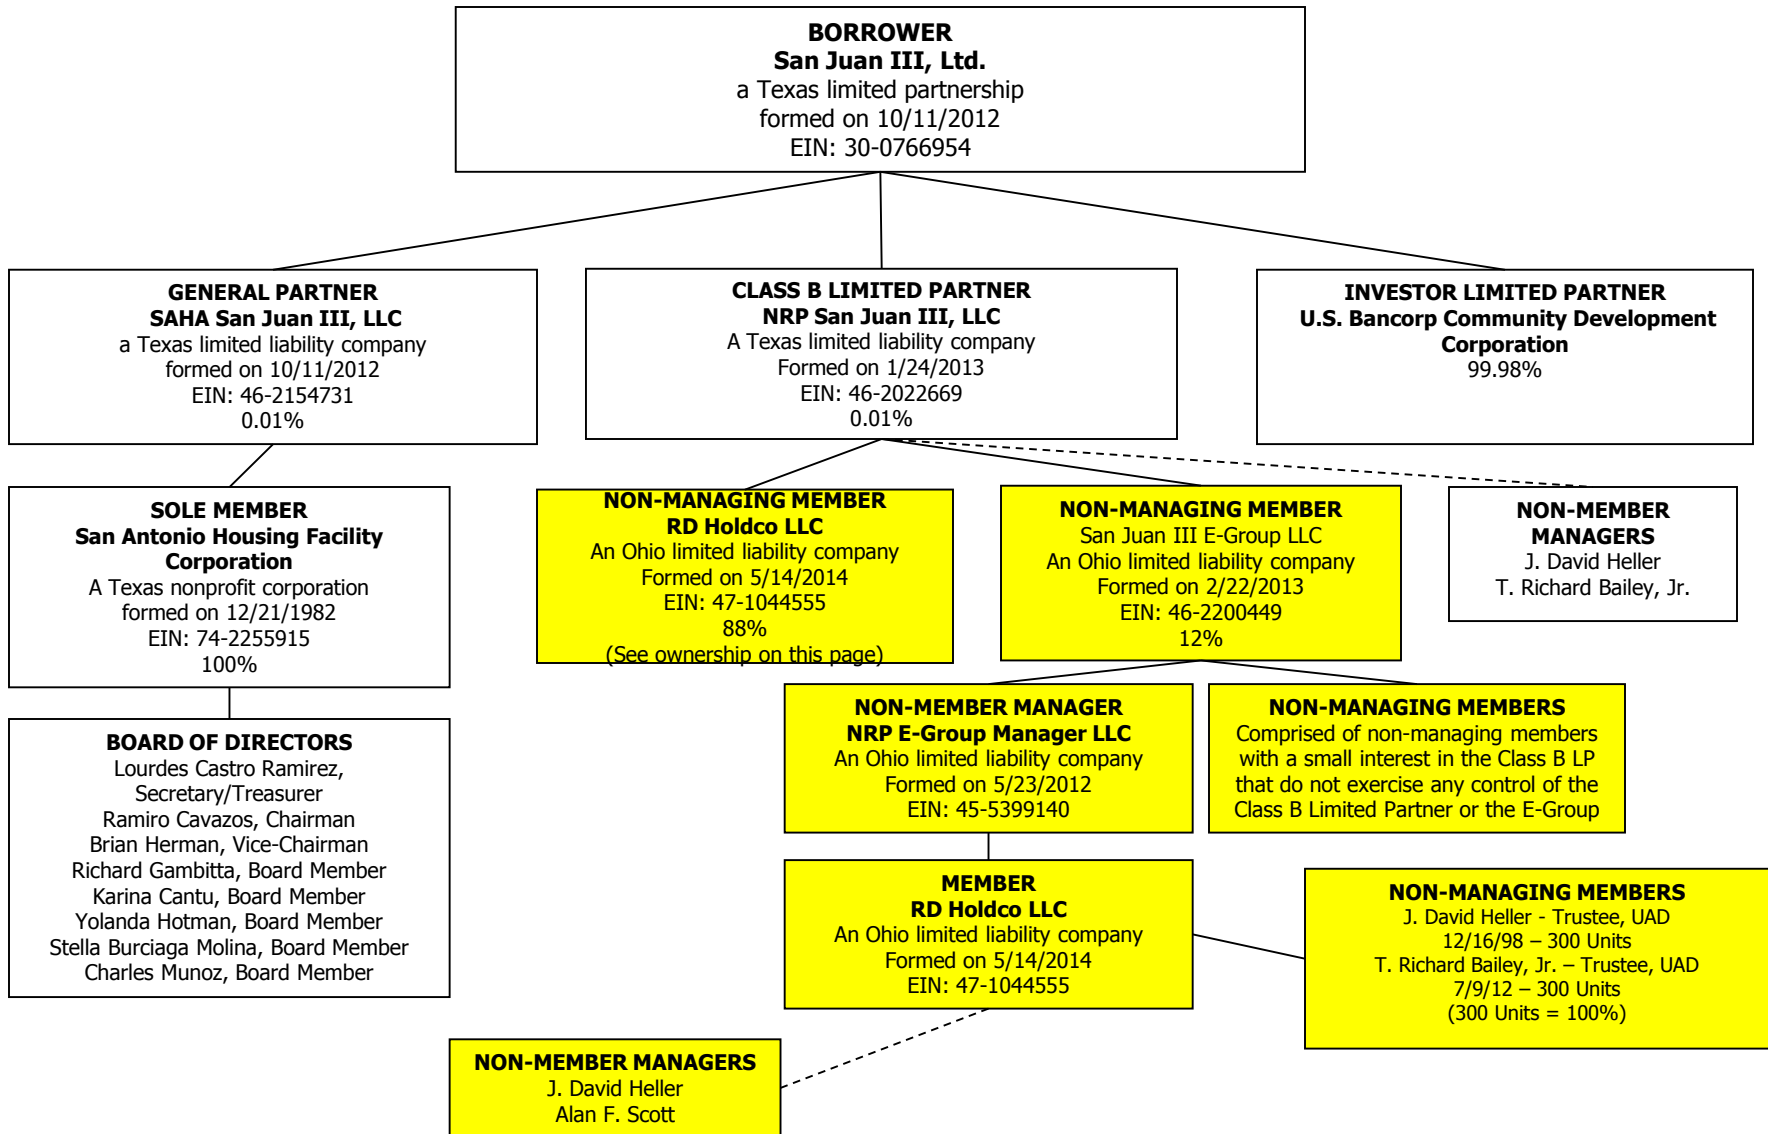 BORROWER
San Juan III, Ltd.
a Texas limited partnership
formed on 10/11/2012
EIN: 30-0766954
GENERAL PARTNER
SAHA San Juan III, LLC
a Texas limited liability company
formed on 10/11/2012
EIN: 46-2154731
0.01%
CLASS B LIMITED PARTNER
NRP San Juan III, LLC
A Texas limited liability company
Formed on 1/24/2013
EIN: 46-2022669
0.01%
INVESTOR LIMITED PARTNER
U.S. Bancorp Community Development
Corporation
99.98%
SOLE MEMBER
San Antonio Housing Facility
Corporation
A Texas nonprofit corporation
formed on 12/21/1982
EIN: 74-2255915
100%
NON-MANAGING MEMBER
RD Holdco LLC
An Ohio limited liability company
Formed on 5/14/2014
EIN: 47-1044555
88%
(See ownership on this page)
NON-MANAGING MEMBER
San Juan III E-Group LLC
An Ohio limited liability company
Formed on 2/22/2013
EIN: 46-2200449
12%
NON-MEMBER
MANAGERS
J. David Heller
T. Richard Bailey, Jr.
BOARD OF DIRECTORS
Lourdes Castro Ramirez,
Secretary/Treasurer
Ramiro Cavazos, Chairman
Brian Herman, Vice-Chairman
Richard Gambitta, Board Member
Karina Cantu, Board Member
Yolanda Hotman, Board Member
Stella Burciaga Molina, Board Member
Charles Munoz, Board Member
NON-MEMBER MANAGER
NRP E-Group Manager LLC
An Ohio limited liability company
Formed on 5/23/2012
EIN: 45-5399140
NON-MANAGING MEMBERS
Comprised of non-managing members
with a small interest in the Class B LP
that do not exercise any control of the
Class B Limited Partner or the E-Group
MEMBER
RD Holdco LLC
An Ohio limited liability company
Formed on 5/14/2014
EIN: 47-1044555
NON-MANAGING MEMBERS
J. David Heller - Trustee, UAD
12/16/98 – 300 Units
T. Richard Bailey, Jr. – Trustee, UAD
7/9/12 – 300 Units
(300 Units = 100%)
NON-MEMBER MANAGERS
J. David Heller
Alan F. Scott